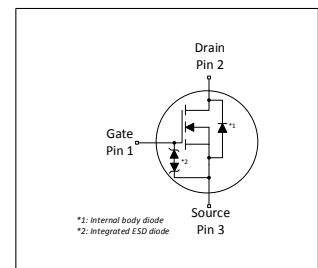 Drain
Pin 2
*1
Gate
Pin 1
*2
Source
Pin 3
*1: Internal body diode
*2: Integrated ESD diode